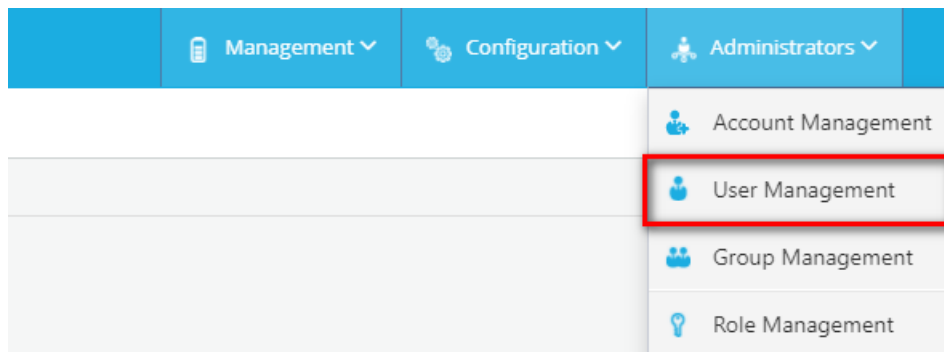 Management
Configuration
Administrators
Account Management
User Management
Group Management
Role Management